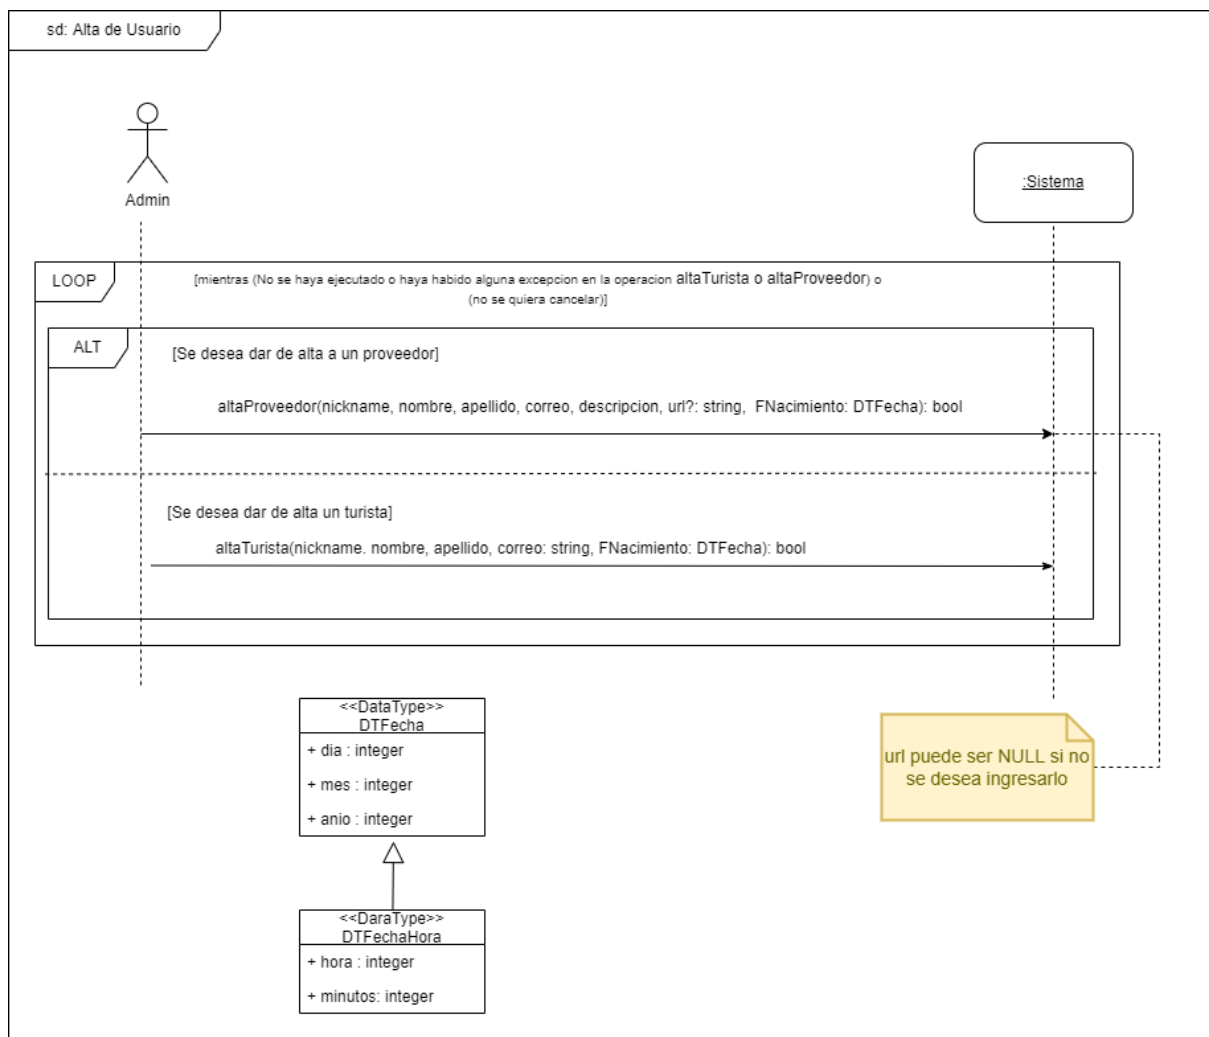 sd: Alta de Usuario
Admin
:Sistema
LOOP
[mientras (No se haya ejecutado o haya habido alguna excepcion en la operacion altaTurista o altaProveedor) o
(no se quiera cancelar)]
ALT
[Se desea dar de alta a un proveedor]
altaProveedor(nickname, nombre, apellido, correo, descripcion, url?: string, FNacimiento: DTFecha): bool
[Se desea dar de alta un turista]
altaTurista(nickname. nombre, apellido, correo: string, FNacimiento: DTFecha): bool
<<DataType>>
DTFecha
+ dia : integer
+ mes : integer
+ anio : integer
url puede ser NULL si no
se desea ingresarlo
<<DaraType>>
DTFechaHora
+ hora : integer
+ minutos: integer